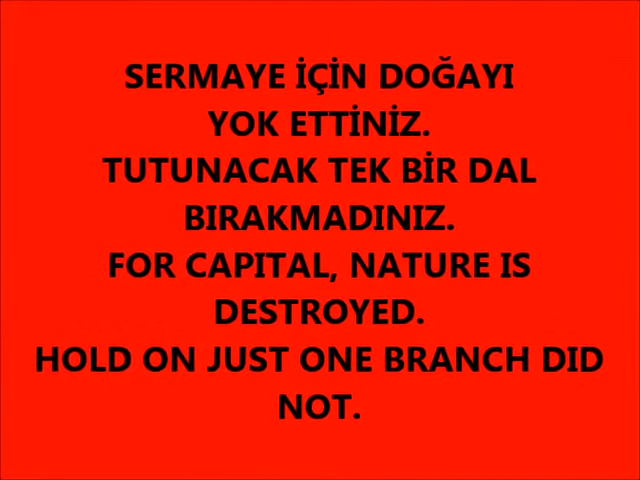 SERMAYE İÇİN DOĞAYI
YOK ETTİNİZ.
TUTUNACAK TEK BİR DAL
BIRAKMADINIZ.
FOR CAPITAL, NATURE IS
DESTROYED.
HOLD ON JUST ONE BRANCH DID
NOT.